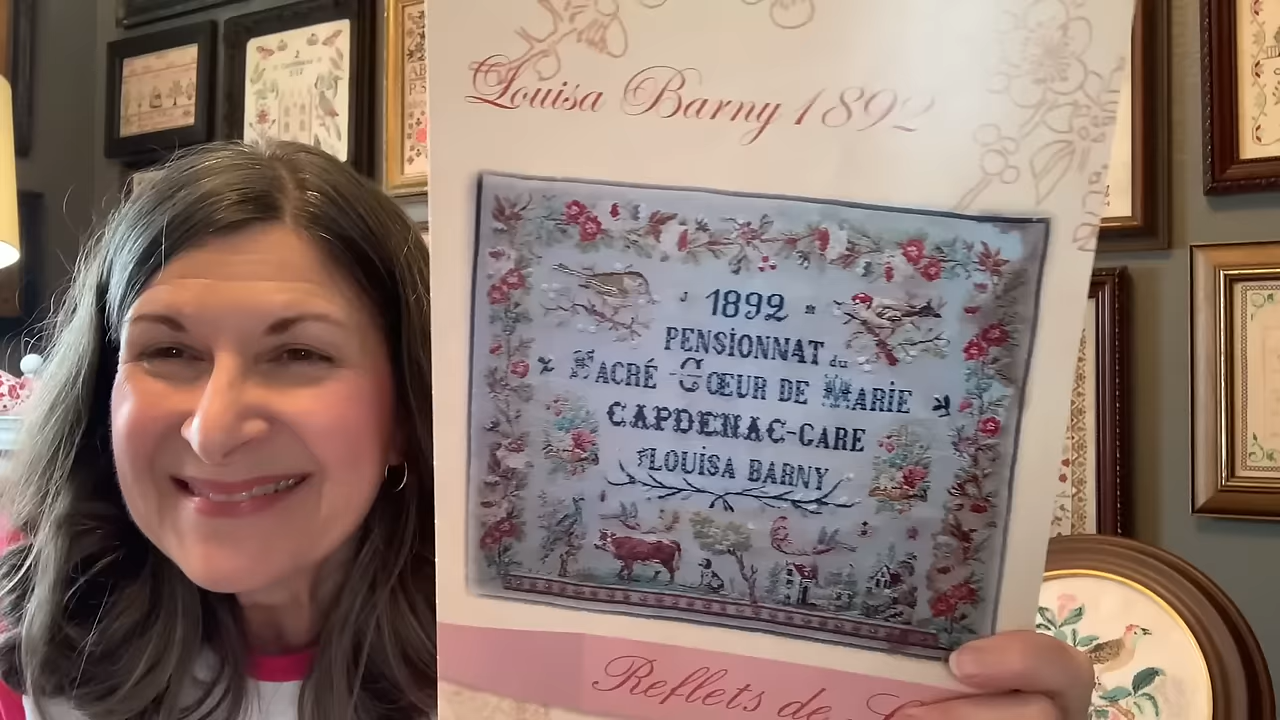 Louisa Barny 1892
1892
PENSIONNAT du
SACRÉ CŒUR DE MARIE
CAPDENAC-GARE
LOUISA BARNY
Reflets de